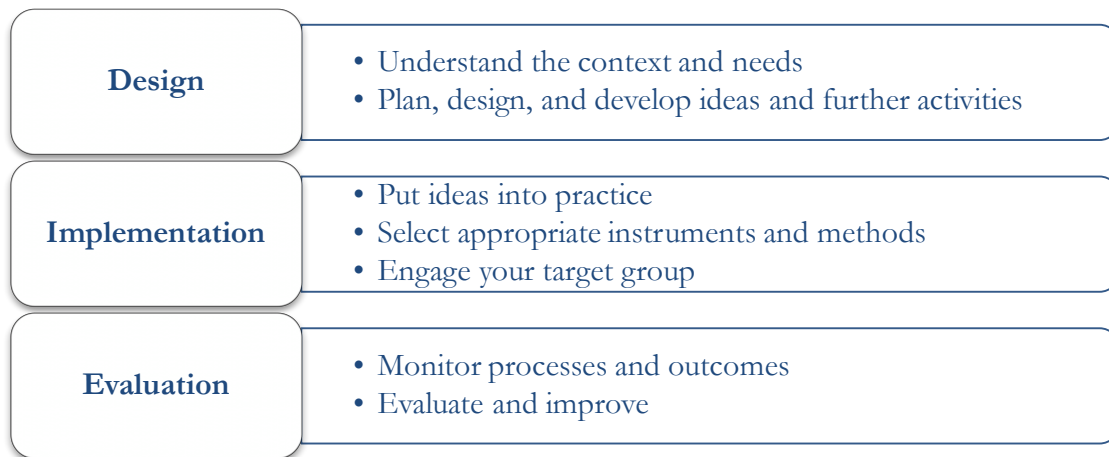 Design
• Understand the context and needs
• Plan, design, and develop ideas and further activities
Implementation
• Put ideas into practice
• Select appropriate instruments and methods
• Engage your target group
Evaluation
• Monitor processes and outcomes
• Evaluate and improve